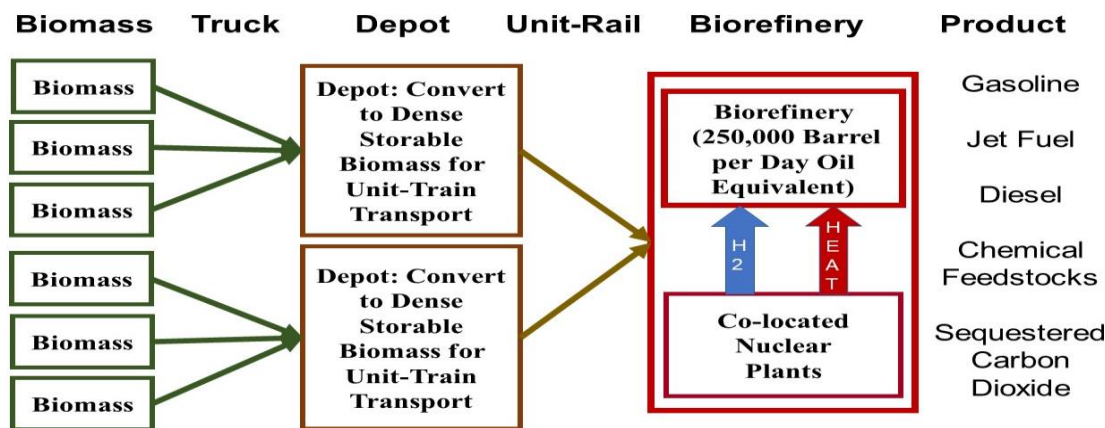 Biomass Truck Depot Unit-Rail Biorefinery Product
Biomass
Biomass
Biomass
Biomass
Biomass
Biomass
Depot: Convert
to Dense
Storable
Biomass for
Unit-Train
Transport
Depot: Convert
to Dense
Storable
Biomass for
Unit-Train
Transport
Biorefinery
(250,000 Barrel
per Day Oil
Equivalent)
H2
HEAT
Co-located
Nuclear
Plants
Gasoline
Jet Fuel
Diesel
Chemical
Feedstocks
Sequestered
Carbon
Dioxide